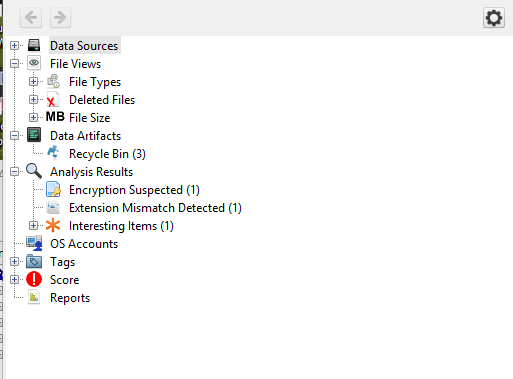 Data Sources
File Views
File Types
Deleted Files
MB File Size
Data Artifacts
Recycle Bin (3)
Analysis Results
Encryption Suspected (1)
Extension Mismatch Detected (1)
Interesting Items (1)
OS Accounts
Tags
Score
Reports